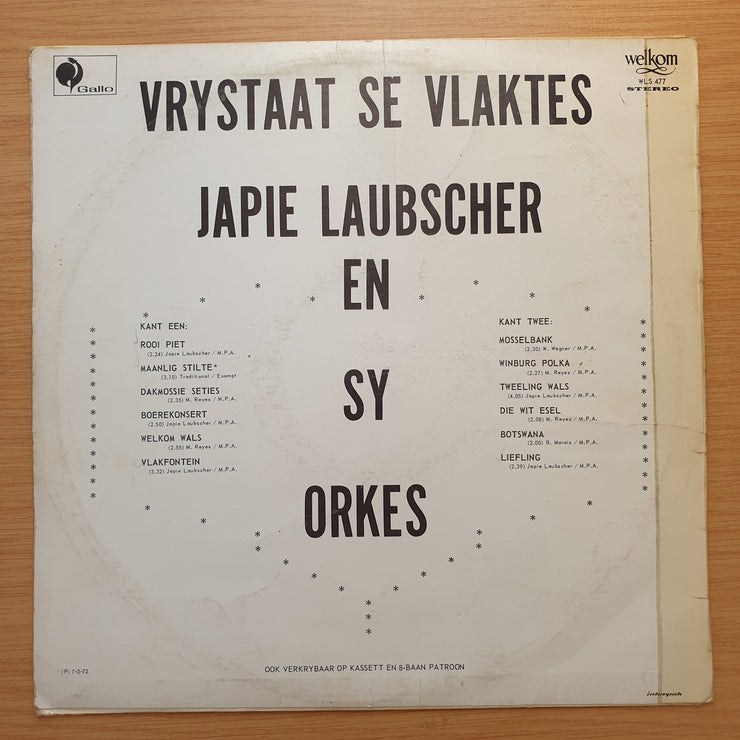 Gallo
welkom
WLS 477
STEREO
VRYSTAAT SE VLAKTES
JAPIE LAUBSCHER
EN
SY
ORKES
KANT EEN:
ROOI PIET
(2,24) Japie Laubscher / M.P.A.
MAANLIG STILTE*
(3,10) Traditional / Exempt
DAKMOSSIE SETIES
(2,35) M. Reyes / M.P.A.
BOEREKONSERT
(2,50) Japie Laubscher / M.P.A.
WELKOM WALS
(2,55) M. Reyes / M.P.A.
VLAKFONTEIN
(3,32) Japie Laubscher / M.P.A.
KANT TWEE:
MOSSELBANK
(2,30) W. Wagner / M.P.A.
WINBURG POLKA
(2,27) M. Reyes / M.P.A.
TWEELING WALS
(4,05) Japie Laubscher / M.P.A.
DIE WIT ESEL
(2,08) M. Reyes / M.P.A.
BOTSWANA
(2,00) B. Marais / M.P.A.
LIEFLING
(2,39) Japie Laubscher / M.P.A.
(P) 7-2-72
OOK VERKRYBAAR OP KASSETT EN 8-BAAN PATROON
interpak